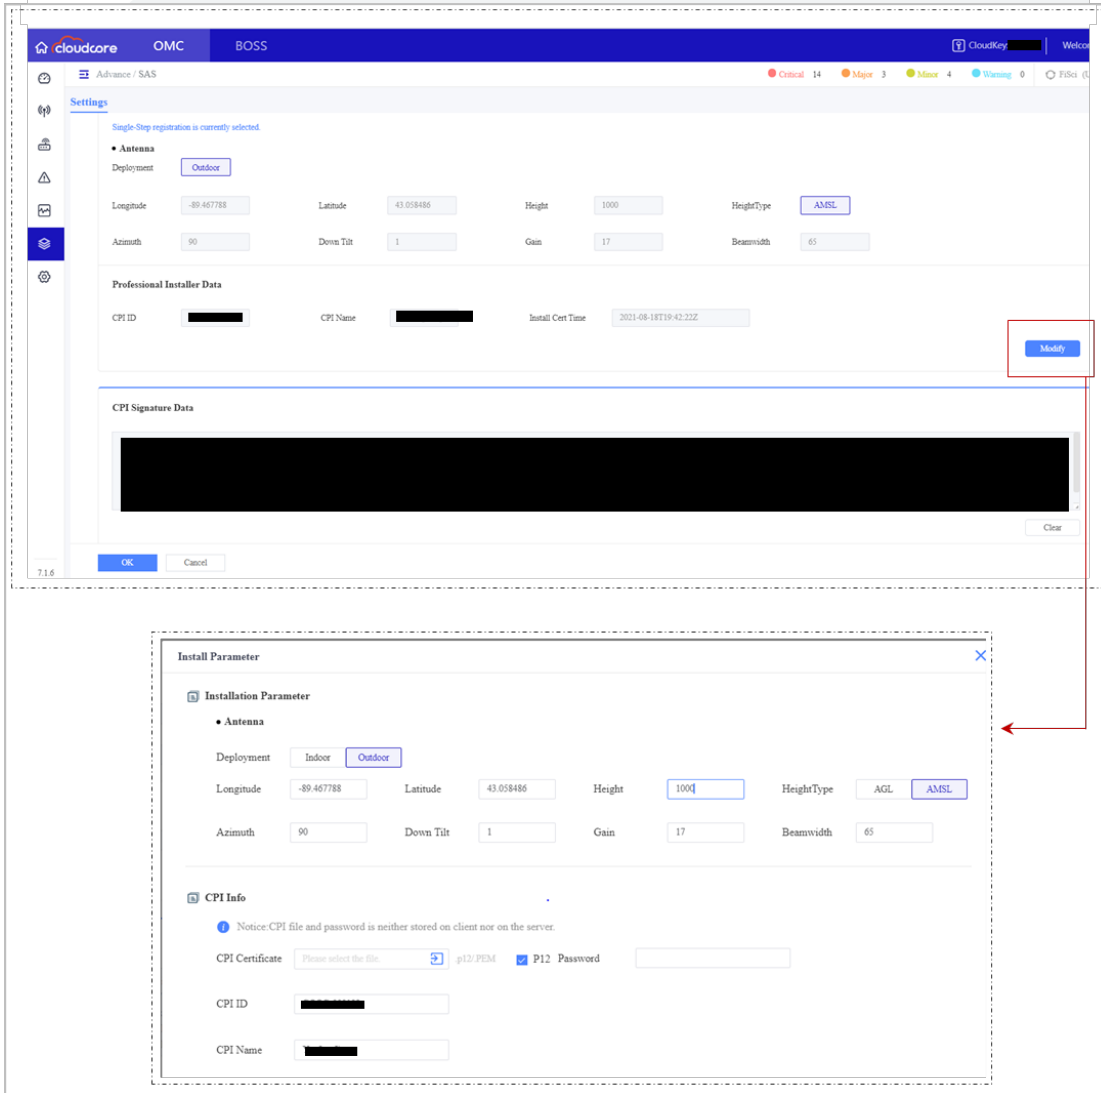 cloudcore OMC BOSS CloudKey Welcom
Advance / SAS Critical 14 Major 3 Minor 4 Warning 0 FiSci (U
Settings
Single-Step registration is currently selected.
• Antenna
Deployment Outdoor
Longitude -89.467788 Latitude 43.058486 Height 1000 HeightType AMSL
Azimuth 90 Down Tilt 1 Gain 17 Beamwidth 65
Professional Installer Data
CPI ID CPI Name Install Cert Time 2021-08-18T19:42:22Z
Modify
CPI Signature Data
Clear
OK Cancel
7.1.6
Install Parameter
Installation Parameter
• Antenna
Deployment Indoor Outdoor
Longitude -89.467788 Latitude 43.058486 Height 1000 HeightType AGL AMSL
Azimuth 90 Down Tilt 1 Gain 17 Beamwidth 65
CPI Info
Notice:CPI file and password is neither stored on client nor on the server.
CPI Certificate Please select the file. .p12/.PEM P12 Password
CPI ID
CPI Name